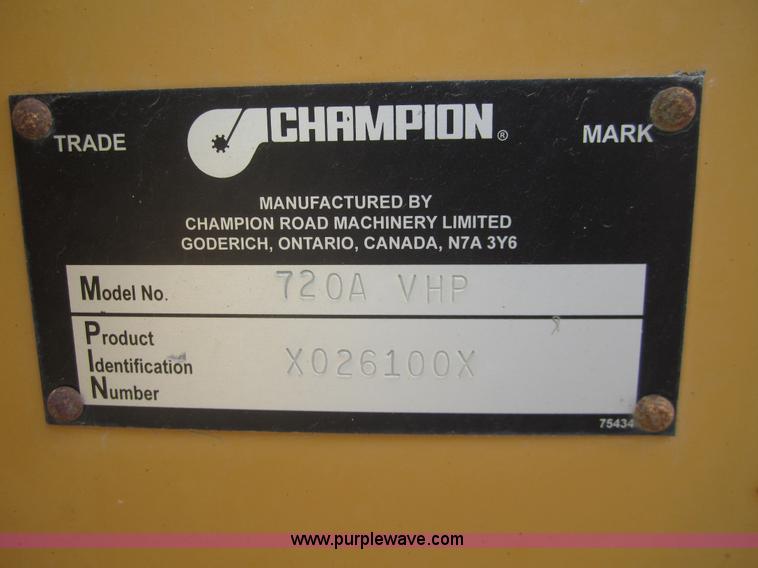 TRADE CHAMPION ® MARK
MANUFACTURED BY
CHAMPION ROAD MACHINERY LIMITED
GODERICH, ONTARIO, CANADA, N7A 3Y6
Model No. 720A VHP
Product
Identification X026100X
Number
75434
www.purplewave.com